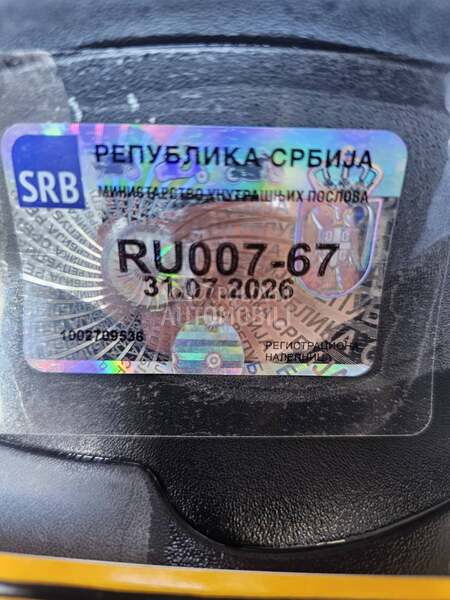 SRB
РЕПУБЛИКА СРБИЈА
МИНИСТАРСТВО УНУТРАШЊИХ ПОСЛОВА
RU007-67
31.07.2026
1002709536
РЕГИСТРАЦИОНА
НАЛЕПНИЦА